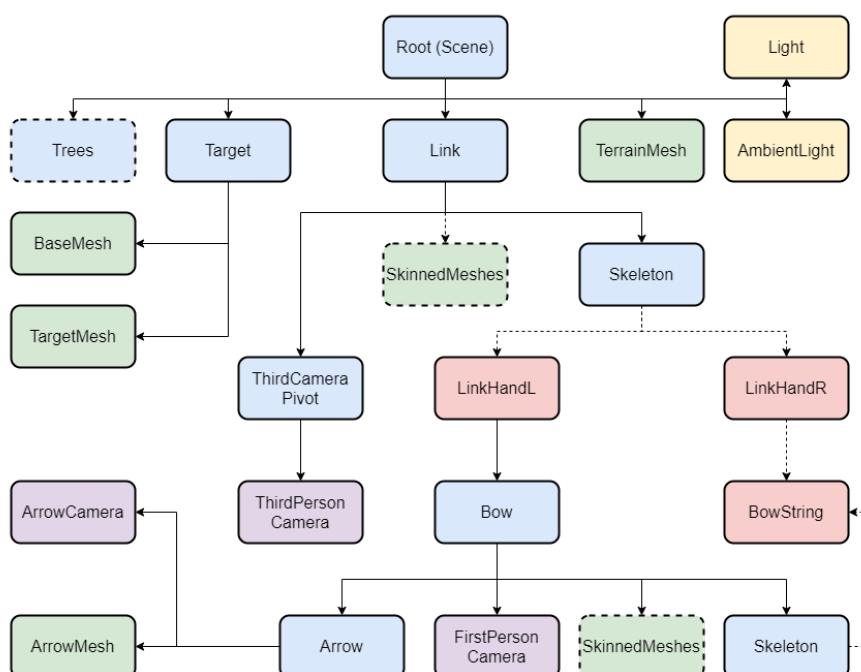 Root (Scene)
Light
Trees
Target
Link
TerrainMesh
AmbientLight
BaseMesh
SkinnedMeshes
Skeleton
TargetMesh
ThirdCamera
Pivot
LinkHandL
LinkHandR
ArrowCamera
ThirdPerson
Camera
Bow
BowString
ArrowMesh
Arrow
FirstPerson
Camera
SkinnedMeshes
Skeleton